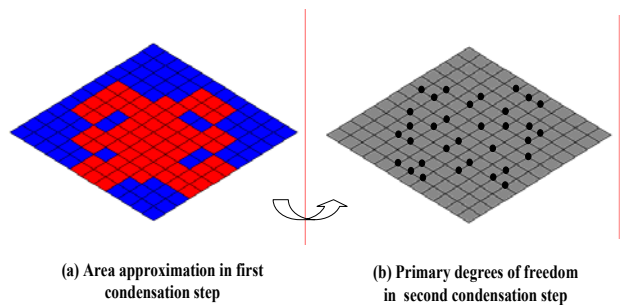 (a) Area approximation in first
condensation step
(b) Primary degrees of freedom
in second condensation step